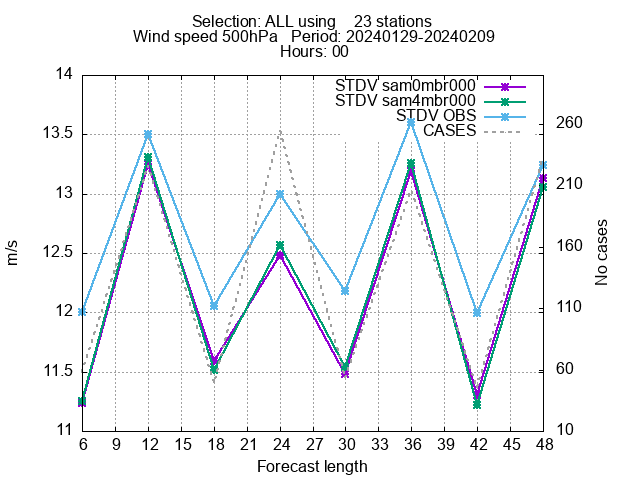 Selection: ALL using 23 stations
Wind speed 500hPa Period: 20240129-20240209
Hours: 00
STDV sam0mbr000
STDV sam4mbr000
STDV OBS
CASES
14
13.5
13
12.5
12
11.5
11
m/s
260
210
160
110
60
10
No cases
6 9 12 15 18 21 24 27 30 33 36 39 42 45 48
Forecast length